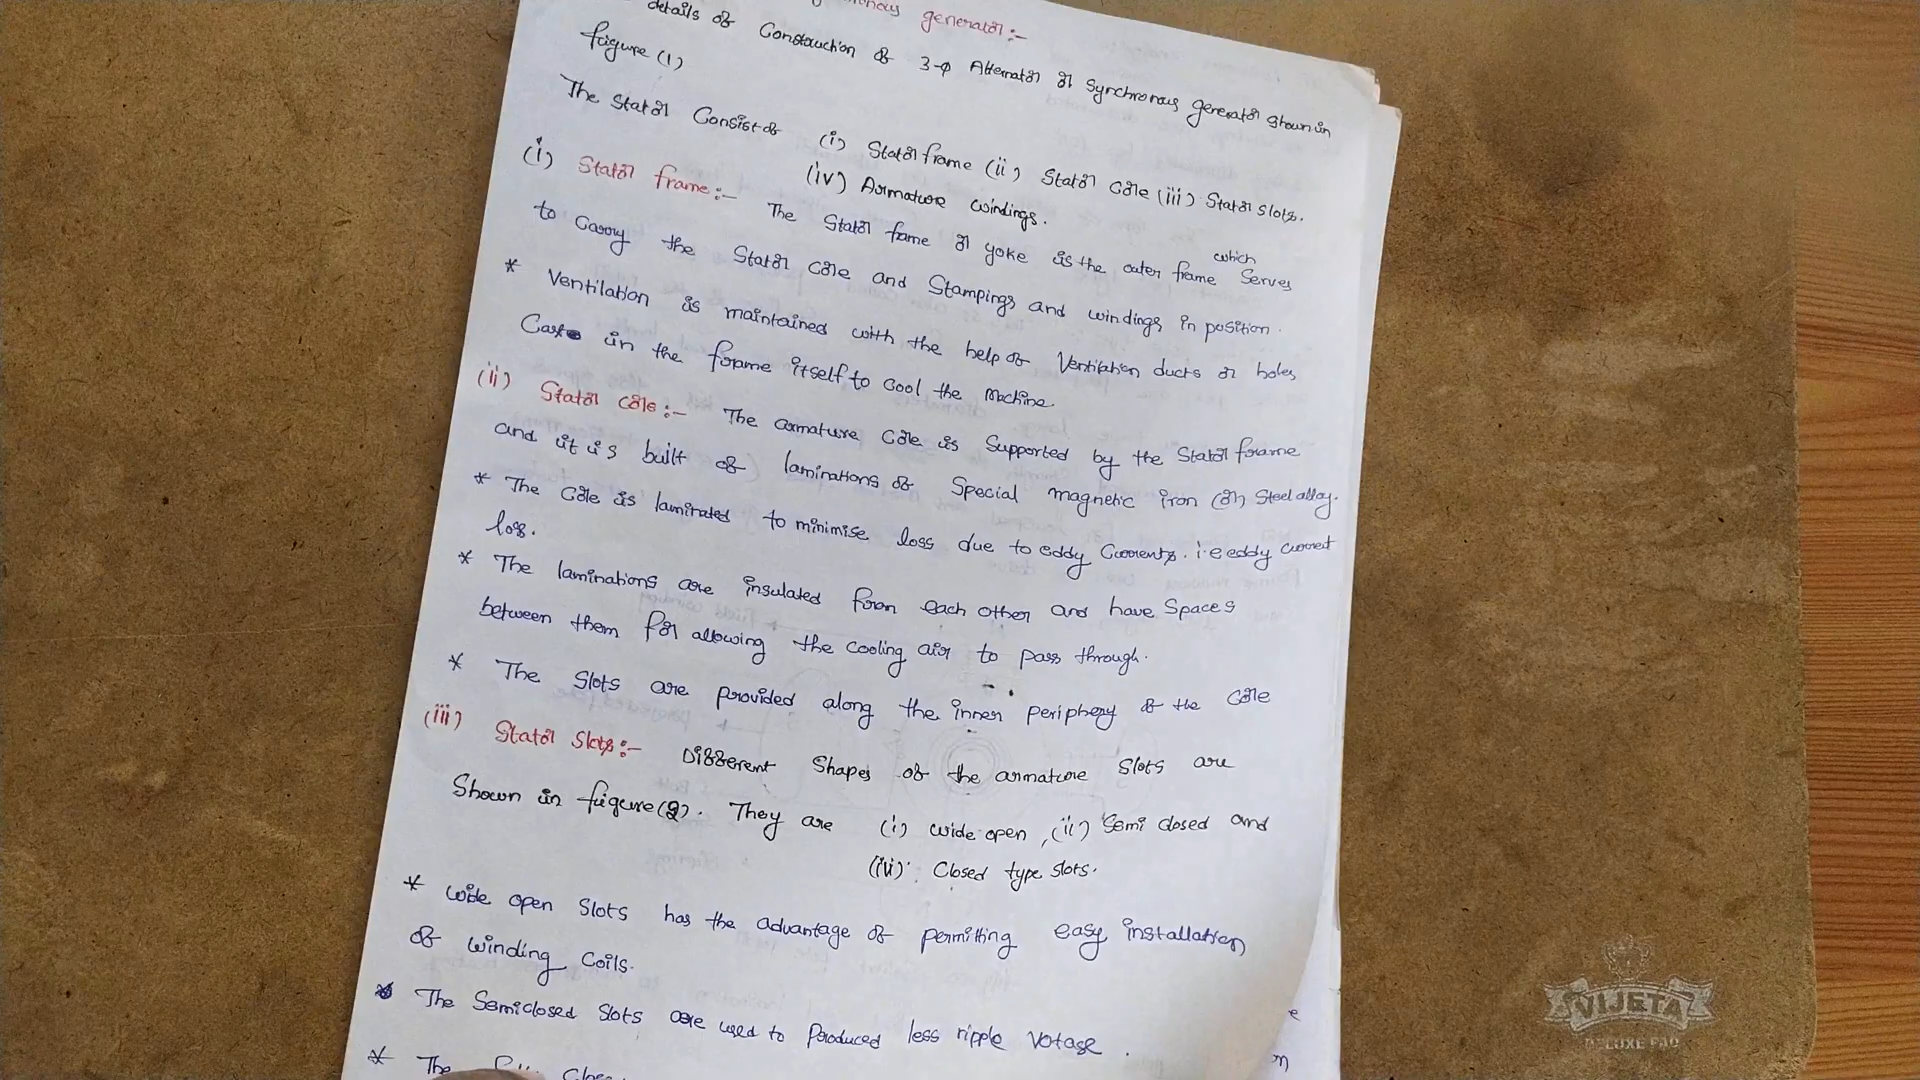 generator:-
details of Construction of 3-φ Alternator or Synchronous generator shown in
figure (1)
The stator Consist of (i) Stator frame (ii) Stator core (iii) Stator slots.
(iv) Armature windings.
(i) Stator frame:- The Stator frame or yoke is the outer frame which Serves
to carry the Stator core and Stampings and windings in position.
* Ventilation is maintained with the help of Ventilation ducts or holes
Cast in the frame itself to cool the Machine.
(ii) Stator core:- The armature core is supported by the Stator frame
and it is built of laminations of Special magnetic iron (or) Steel alloy.
* The core is laminated to minimise loss due to eddy Currents. i.e eddy current
loss.
* The laminations are insulated from each other and have Spaces
between them for allowing the cooling air to pass through.
* The Slots are provided along the inner periphery of the core
(iii) Stator Slots:- Different Shapes of the armature slots are
Shown in figure(2). They are (i) wide open, (ii) Semi closed and
Closed type slots.
* Wide open Slots has the advantage of permitting easy installation
of winding Coils.
* The Semiclosed Slots are used to Produced less ripple Votage.
* The
e
n
VIJETA
DELUXE PAD